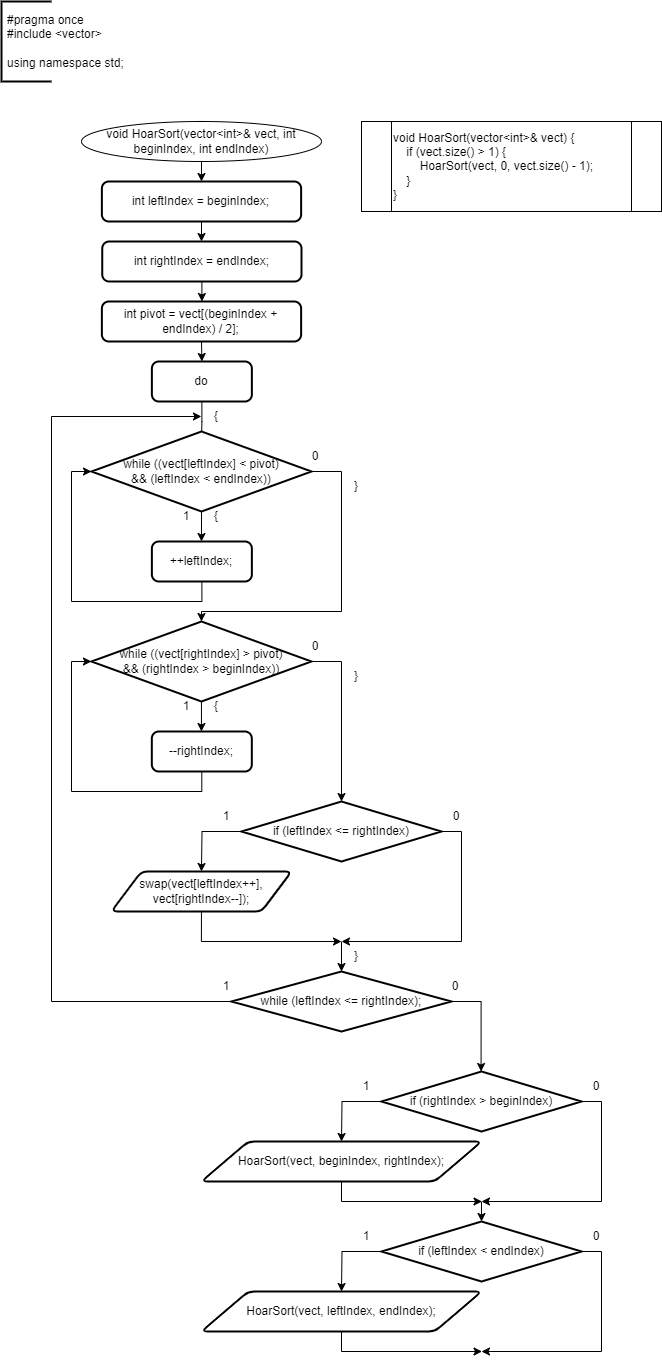 #pragma once
#include <vector>
using namespace std;
void HoarSort(vector<int>& vect, int
beginIndex, int endIndex)
void HoarSort(vector<int>& vect) {
if (vect.size() > 1) {
HoarSort(vect, 0, vect.size() - 1);
}
}
int leftIndex = beginIndex;
int rightIndex = endIndex;
int pivot = vect[(beginIndex +
endIndex) / 2];
do
{
while ((vect[leftIndex] < pivot)
&& (leftIndex < endIndex))
0
}
1 {
++leftIndex;
while ((vect[rightIndex] > pivot)
&& (rightIndex > beginIndex))
0
}
1 {
--rightIndex;
1
if (leftIndex <= rightIndex)
0
swap(vect[leftIndex++],
vect[rightIndex--]);
}
1
while (leftIndex <= rightIndex);
0
1
if (rightIndex > beginIndex)
0
HoarSort(vect, beginIndex, rightIndex);
1
if (leftIndex < endIndex)
0
HoarSort(vect, leftIndex, endIndex);